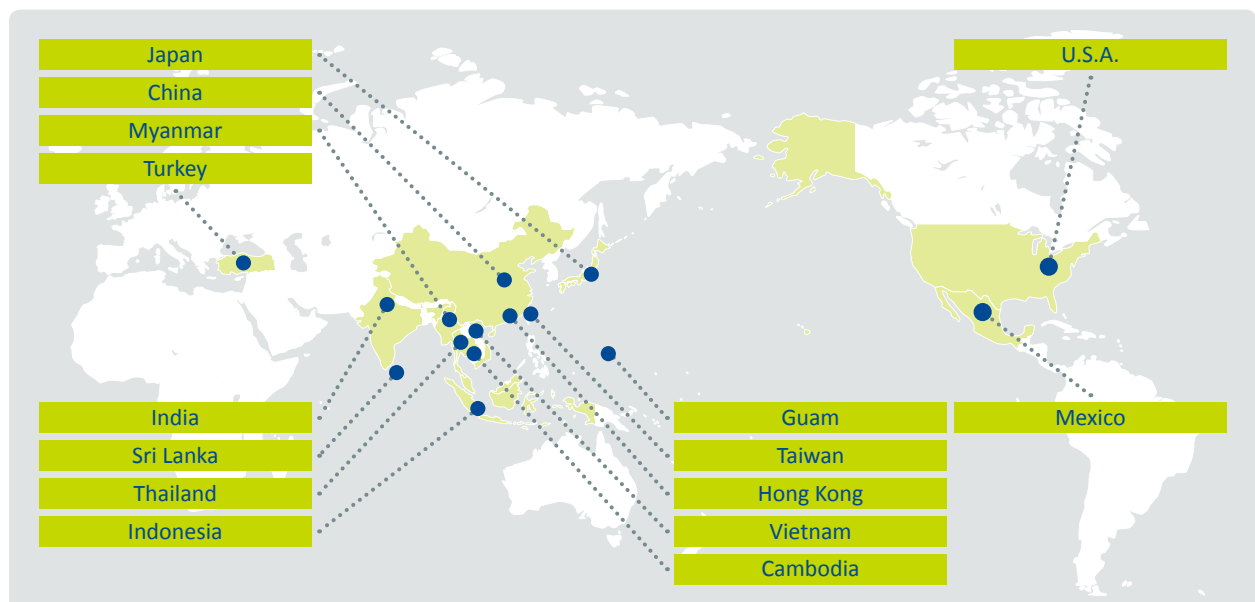 Japan
China
Myanmar
Turkey
U.S.A.
India
Sri Lanka
Thailand
Indonesia
Guam
Taiwan
Hong Kong
Vietnam
Cambodia
Mexico